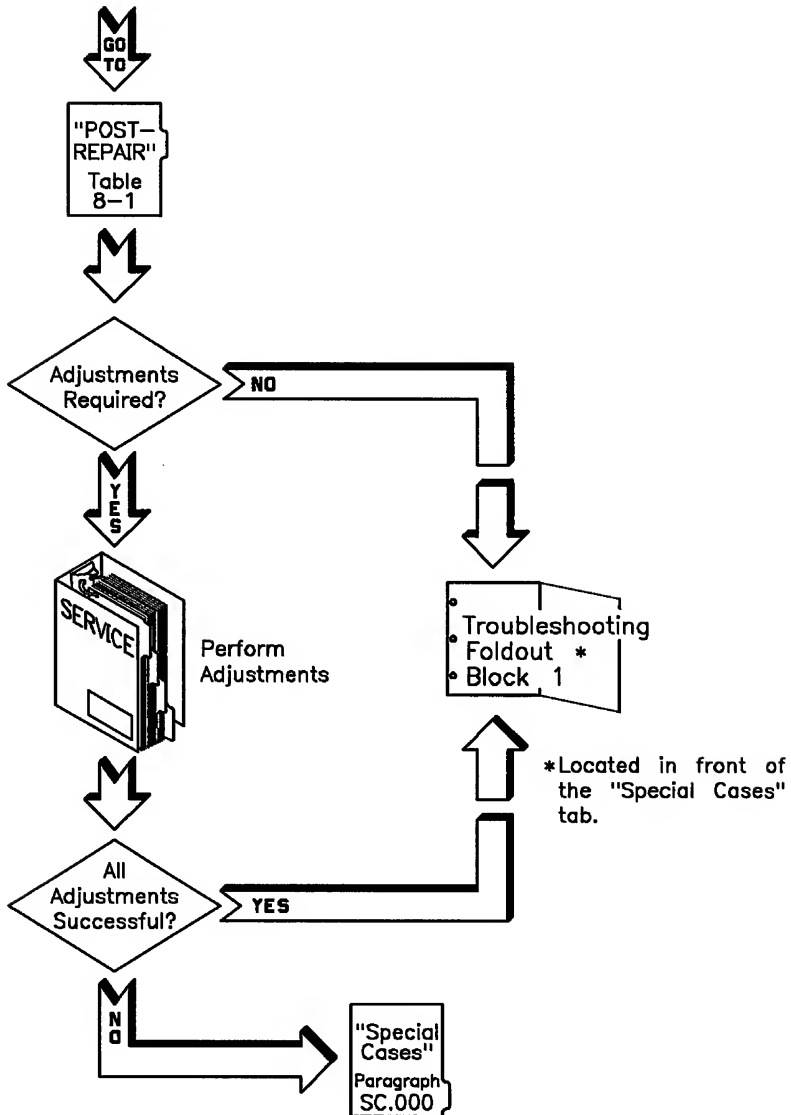 GO
TO
"POST-
REPAIR"
Table
8-1
Adjustments
Required?
NO
YES
SERVICE
Perform
Adjustments
Troubleshooting
Foldout *
Block 1
*Located in front of
the "Special Cases"
tab.
All
Adjustments
Successful?
YES
NO
"Special
Cases"
Paragraph
SC.000